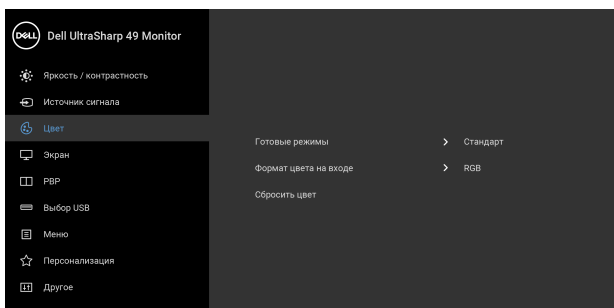 DELL Dell UltraSharp 49 Monitor
Яркость / контрастность
Источник сигнала
Цвет
Экран
PBP
Выбор USB
Меню
Персонализация
Другое
Готовые режимы Стандарт
Формат цвета на входе RGB
Сбросить цвет